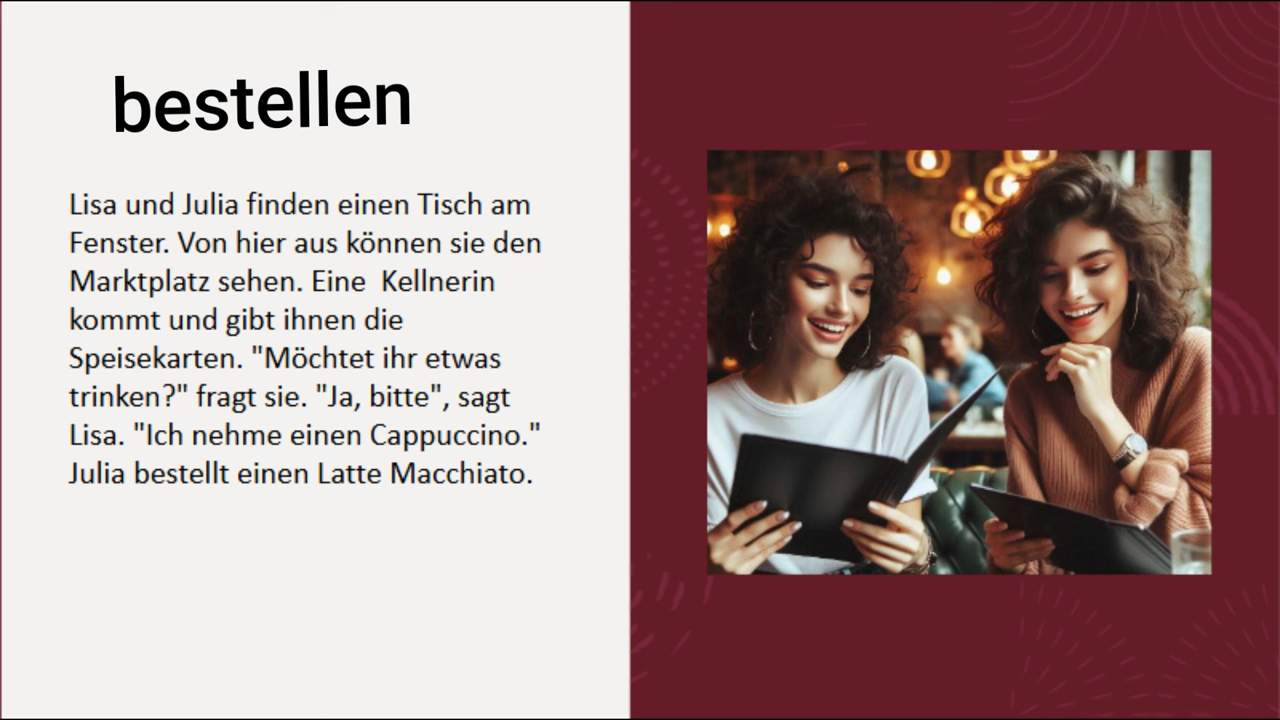 bestellen
Lisa und Julia finden einen Tisch am
Fenster. Von hier aus können sie den
Marktplatz sehen. Eine  Kellnerin
kommt und gibt ihnen die
Speisekarten. "Möchtet ihr etwas
trinken?" fragt sie. "Ja, bitte", sagt
Lisa. "Ich nehme einen Cappuccino."
Julia bestellt einen Latte Macchiato.